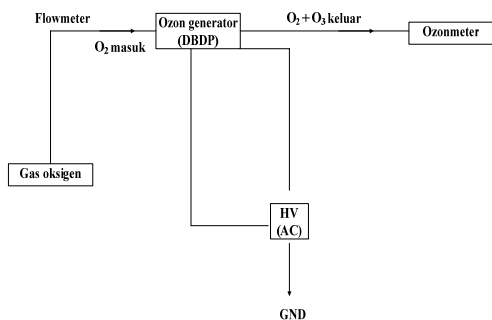 Flowmeter
O₂ masuk
Ozon generator
(DBDP)
O₂ + O₃ keluar
Ozonmeter
Gas oksigen
HV
(AC)
GND